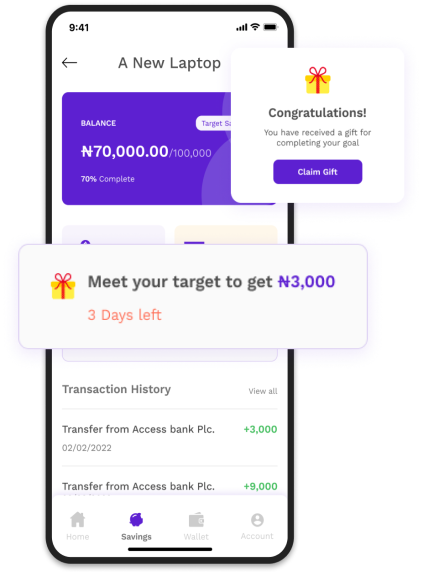 9:41
A New Laptop
Congratulations!
You have received a gift for
completing your goal
Claim Gift
BALANCE
Target
₦70,000.00/100,000
70% Complete
Meet your target to get ₦3,000
3 Days left
Transaction History
View all
Transfer from Access bank Plc.
+3,000
02/02/2022
Transfer from Access bank Plc.
+9,000
Home
Savings
Wallet
Account